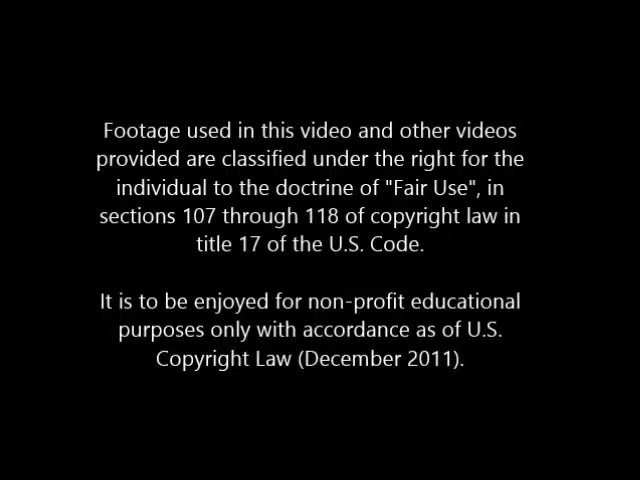 Footage used in this video and other videos
provided are classified under the right for the
individual to the doctrine of "Fair Use", in
sections 107 through 118 of copyright law in
title 17 of the U.S. Code.
It is to be enjoyed for non-profit educational
purposes only with accordance as of U.S.
Copyright Law (December 2011).